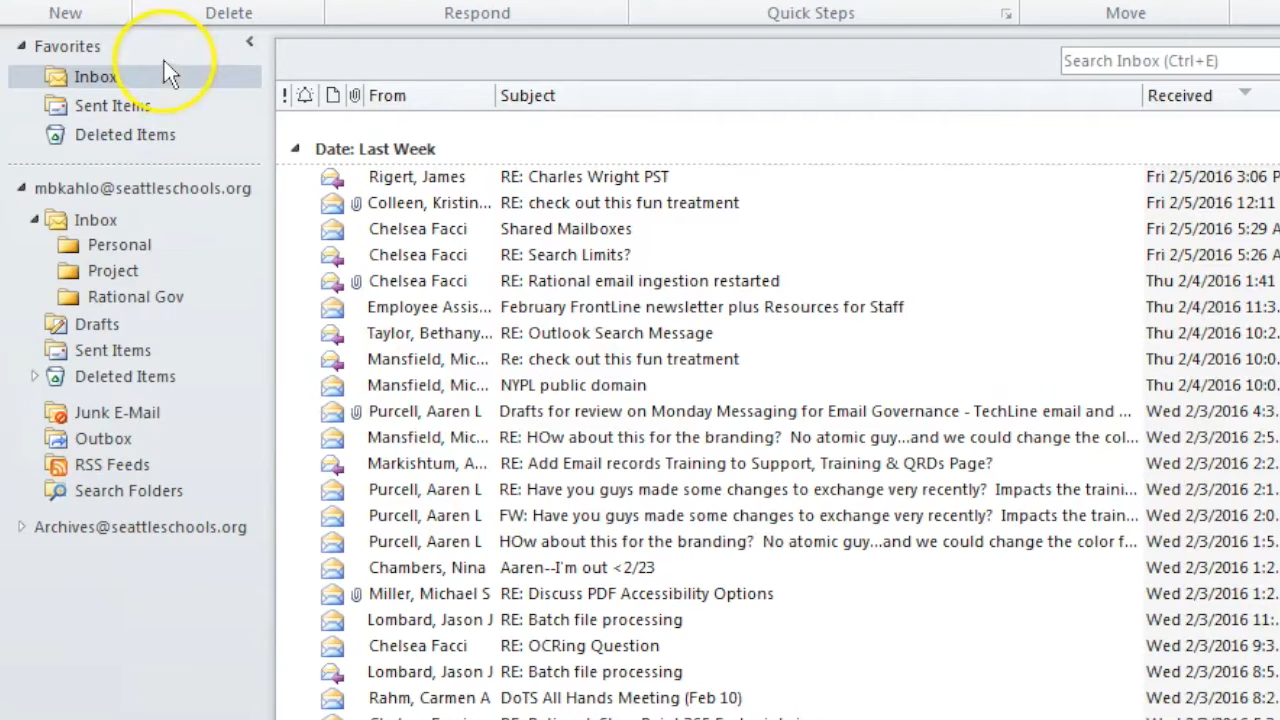 New Delete Respond Quick Steps Move
Favorites
Inbox
Sent Items
Deleted Items
mbkahlo@seattleschools.org
Inbox
Personal
Project
Rational Gov
Drafts
Sent Items
Deleted Items
Junk E-Mail
Outbox
RSS Feeds
Search Folders
Archives@seattleschools.org
Search Inbox (Ctrl+E)
! From Subject Received
Date: Last Week
Rigert, James RE: Charles Wright PST Fri 2/5/2016 3:06 P
Colleen, Kristin... RE: check out this fun treatment Fri 2/5/2016 12:11
Chelsea Facci Shared Mailboxes Fri 2/5/2016 5:29 A
Chelsea Facci RE: Search Limits? Fri 2/5/2016 5:26 A
Chelsea Facci RE: Rational email ingestion restarted Thu 2/4/2016 1:41
Employee Assis... February FrontLine newsletter plus Resources for Staff Thu 2/4/2016 11:3
Taylor, Bethany... RE: Outlook Search Message Thu 2/4/2016 10:2
Mansfield, Mic... Re: check out this fun treatment Thu 2/4/2016 10:0
Mansfield, Mic... NYPL public domain Thu 2/4/2016 10:0
Purcell, Aaren L Drafts for review on Monday Messaging for Email Governance - TechLine email and ... Wed 2/3/2016 4:3
Mansfield, Mic... RE: HOw about this for the branding? No atomic guy...and we could change the col... Wed 2/3/2016 2:5
Markishtum, A... RE: Add Email records Training to Support, Training & QRDs Page? Wed 2/3/2016 2:2
Purcell, Aaren L RE: Have you guys made some changes to exchange very recently? Impacts the traini... Wed 2/3/2016 2:1
Purcell, Aaren L FW: Have you guys made some changes to exchange very recently? Impacts the train... Wed 2/3/2016 2:0
Purcell, Aaren L HOw about this for the branding? No atomic guy...and we could change the color f... Wed 2/3/2016 1:5
Chambers, Nina Aaren--I'm out <2/23 Wed 2/3/2016 1:2
Miller, Michael S RE: Discuss PDF Accessibility Options Wed 2/3/2016 1:2
Lombard, Jason J RE: Batch file processing Wed 2/3/2016 11:
Chelsea Facci RE: OCRing Question Wed 2/3/2016 9:3
Lombard, Jason J RE: Batch file processing Wed 2/3/2016 8:5
Rahm, Carmen A DoTS All Hands Meeting (Feb 10) Wed 2/3/2016 8:2